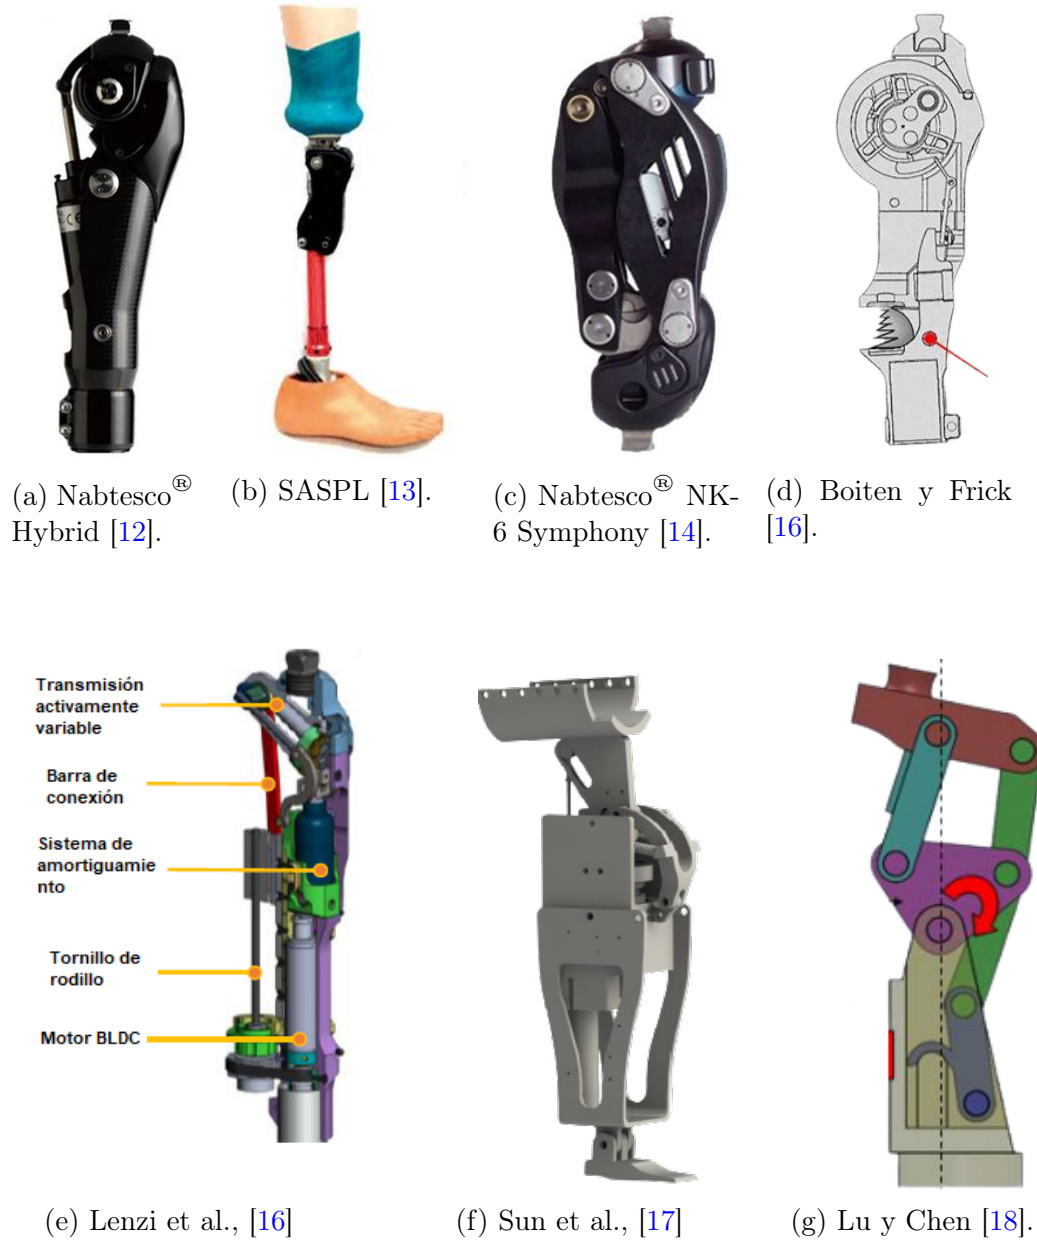 (a) Nabtesco®
Hybrid [12].
(b) SASPL [13].
(c) Nabtesco® NK-
6 Symphony [14].
(d) Boiten y Frick
[16].
Transmisión
activamente
variable
Barra de
conexión
Sistema de
amortiguamie
nto
Tornillo de
rodillo
Motor BLDC
(e) Lenzi et al., [16]
(f) Sun et al., [17]
(g) Lu y Chen [18].